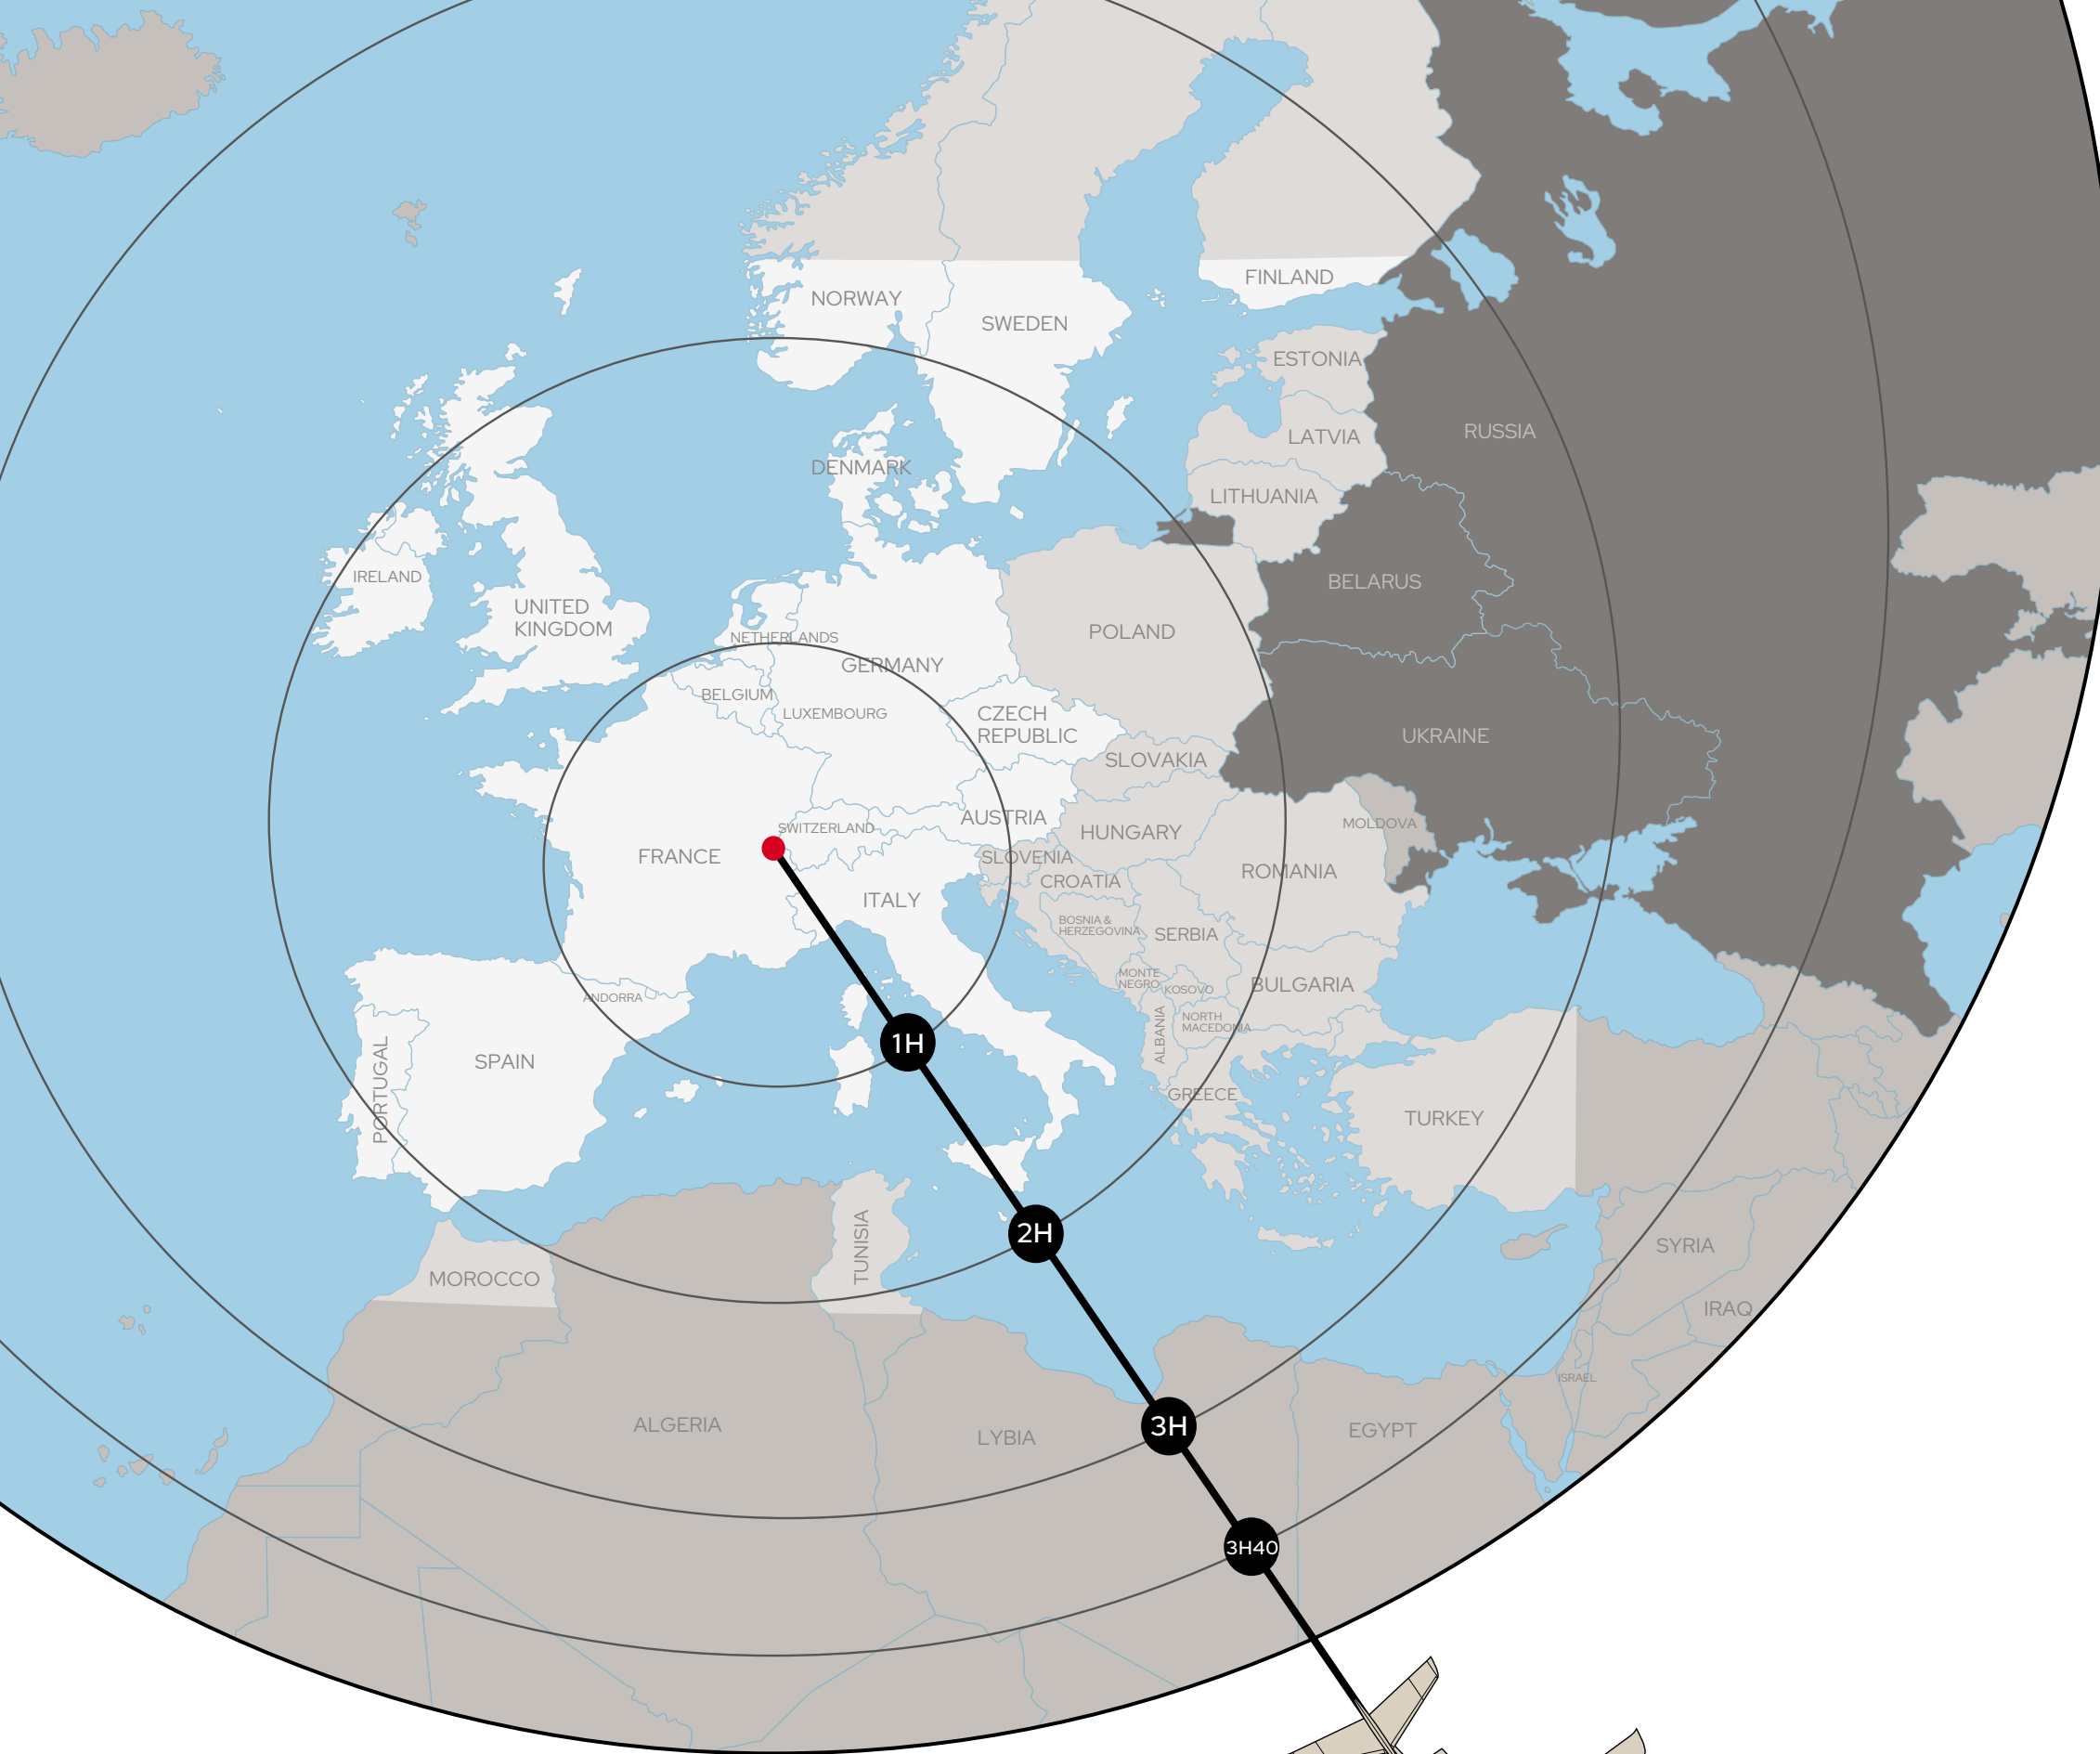 FINLAND
NORWAY
SWEDEN
ESTONIA
RUSSIA
LATVIA
DENMARK
LITHUANIA
IRELAND
BELARUS
UNITED
KINGDOM
NETHERLANDS
POLAND
GERMANY
BELGIUM
LUXEMBOURG
CZECH
REPUBLIC
UKRAINE
SLOVAKIA
AUSTRIA
SWITZERLAND
HUNGARY
MOLDOVA
FRANCE
SLOVENIA
ROMANIA
CROATIA
ITALY
BOSNIA &
HERZEGOVINA
SERBIA
MONTE
NEGRO
KOSOVO
BULGARIA
ANDORRA
NORTH
MACEDONIA
ALBANIA
1H
SPAIN
PORTUGAL
GREECE
TURKEY
2H
TUNISIA
SYRIA
MOROCCO
IRAQ
ISRAEL
ALGERIA
3H
EGYPT
LYBIA
3H40